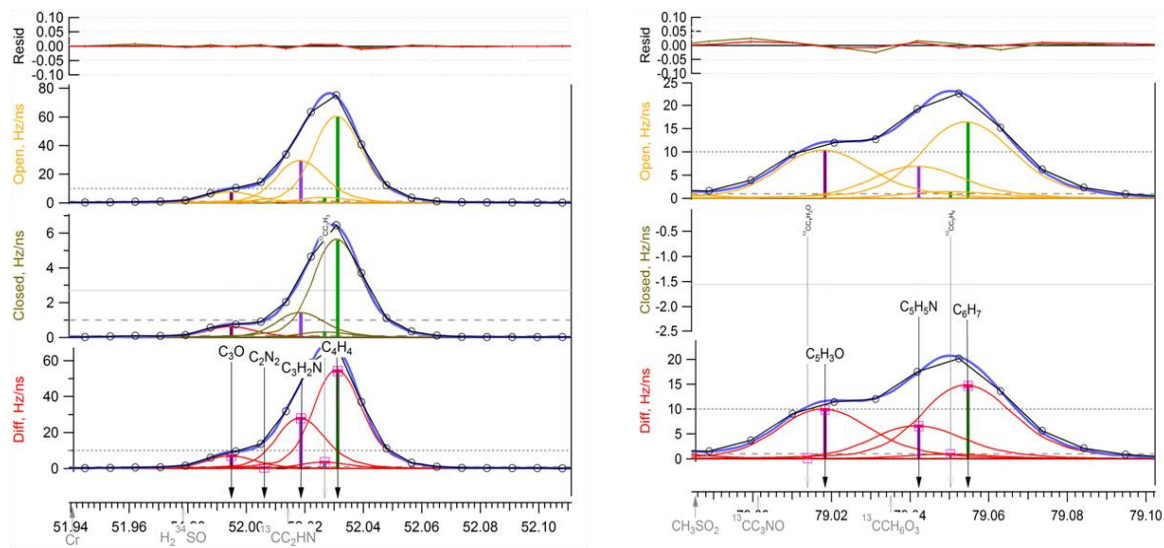 0.10
0.05
0.00
-0.05
-0.10
Resid
80
60
40
20
0
Open, Hz/ns
6
4
2
0
Closed, Hz/ns
60
40
20
0
Diff, Hz/ns
C₃O
C₂N₂
C₃H₂N
C₄H₄
51.94
51.96
52.00
52.04
52.06
52.08
52.10
Cr
H₂³⁴SO
¹³CC₂HN
0.10
0.05
0.00
-0.05
-0.10
Resid
25
20
15
10
5
0
Open, Hz/ns
-0.5
-1.0
-1.5
-2.0
-2.5
Closed, Hz/ns
20
15
10
5
0
Diff, Hz/ns
C₅H₃O
C₅H₅N
C₆H₇
79.02
79.06
79.08
79.10
CH₃SO₂
¹³CC₃NO
¹³CCH₆O₃